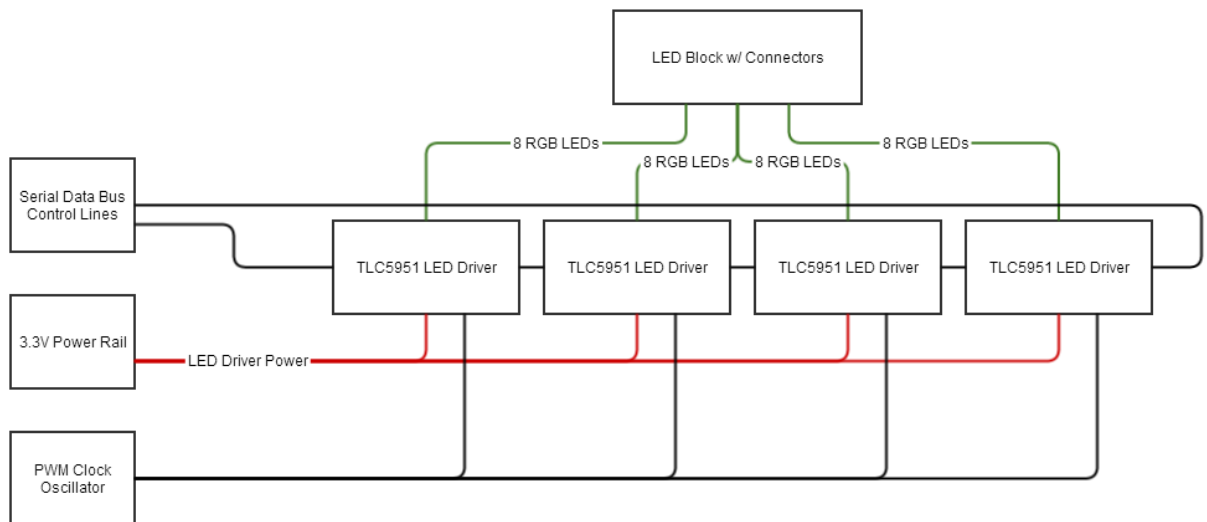 LED Block w/ Connectors
8 RGB LEDs
8 RGB LEDs
8 RGB LEDs
8 RGB LEDs
Serial Data Bus
Control Lines
TLC5951 LED Driver
TLC5951 LED Driver
TLC5951 LED Driver
TLC5951 LED Driver
3.3V Power Rail
LED Driver Power
PWM Clock
Oscillator